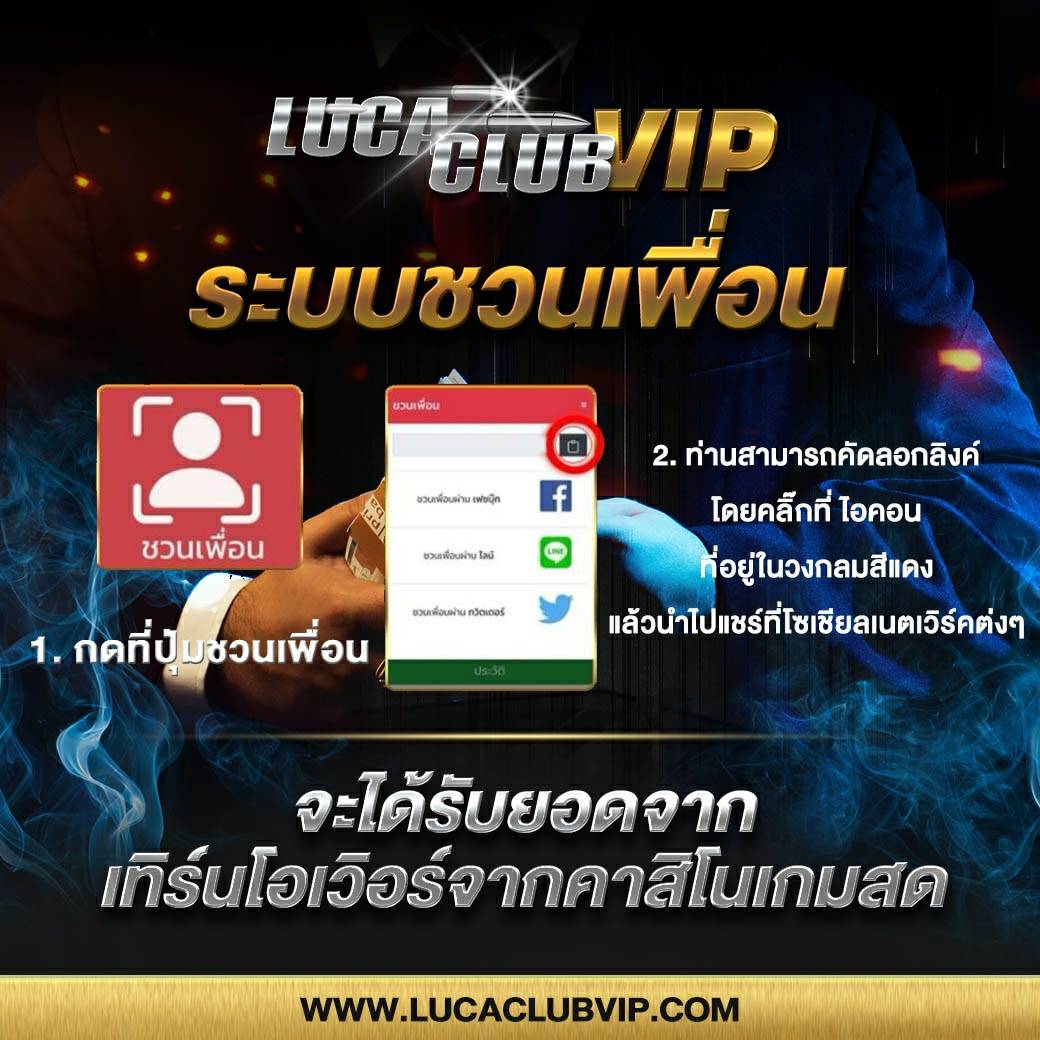 LUCA
CLUB VIP
ระบบชวนเพื่อน
ชวนเพื่อน
1. กดที่ปุ่มชวนเพื่อน
ชวนเพื่อน
ชวนเพื่อนผ่าน เฟซบุ๊ก
ชวนเพื่อนผ่าน ไลน์
LINE
ชวนเพื่อนผ่าน ทวิตเตอร์
ประวัติ
2. ท่านสามารถคัดลอกลิงค์
โดยคลิ๊กที่ ไอคอน
ที่อยู่ในวงกลมสีแดง
แล้วนำไปแชร์ที่โซเชียลเนตเวิร์คต่งๆ
จะได้รับยอดจาก
เทิร์นโอเวิอร์จากคาสิโนเกมสด
WWW.LUCACLUBVIP.COM